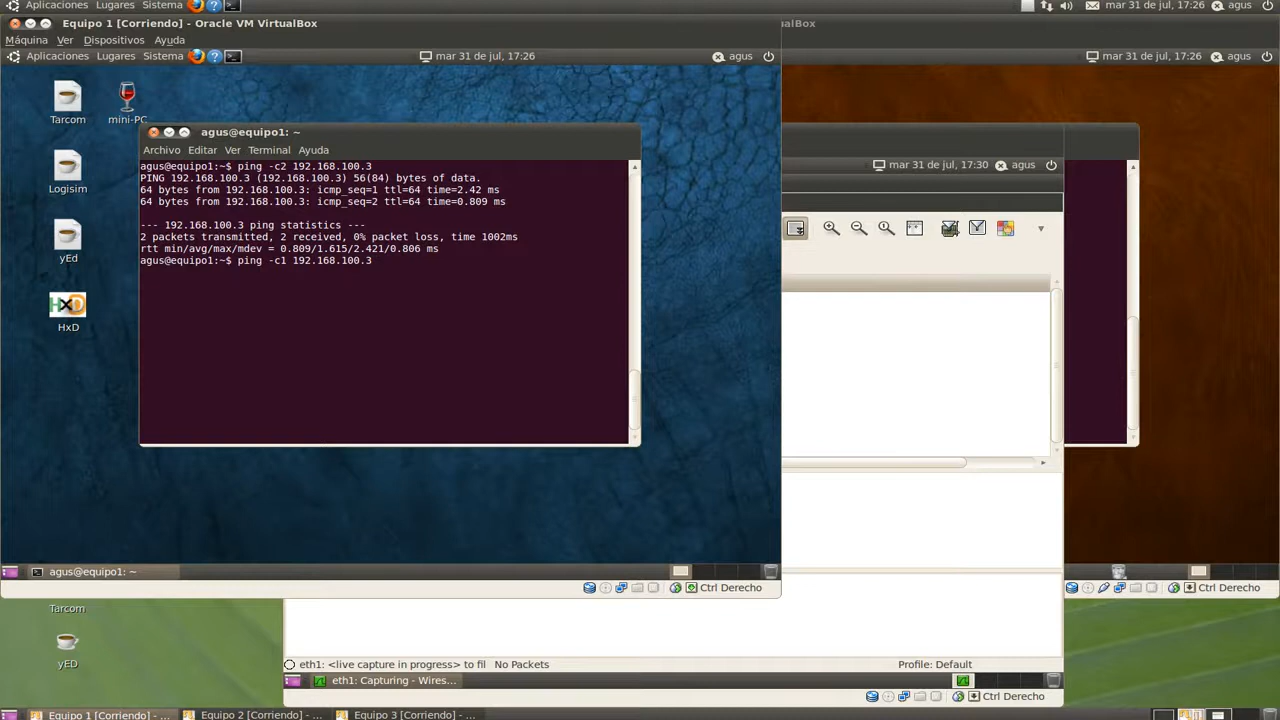 Aplicaciones Lugares Sistema
mar 31 de jul, 17:26 agus
Equipo 1 [Corriendo] - Oracle VM VirtualBox
ualBox
Máquina Ver Dispositivos Ayuda
Aplicaciones Lugares Sistema
mar 31 de jul, 17:26
agus
mar 31 de jul, 17:26 agus
Tarcom
mini-PC
Logisim
yEd
HxD
HxD
agus@equipo1: ~
Archivo Editar Ver Terminal Ayuda
agus@equipo1:~$ ping -c2 192.168.100.3
PING 192.168.100.3 (192.168.100.3) 56(84) bytes of data.
64 bytes from 192.168.100.3: icmp_seq=1 ttl=64 time=2.42 ms
64 bytes from 192.168.100.3: icmp_seq=2 ttl=64 time=0.809 ms
--- 192.168.100.3 ping statistics ---
2 packets transmitted, 2 received, 0% packet loss, time 1002ms
rtt min/avg/max/mdev = 0.809/1.615/2.421/0.806 ms
agus@equipo1:~$ ping -c1 192.168.100.3
mar 31 de jul, 17:30 agus
agus@equipo1: ~
Ctrl Derecho
Ctrl Derecho
Tarcom
yED
eth1: <live capture in progress> to fil No Packets
Profile: Default
eth1: Capturing - Wires...
Ctrl Derecho
Equipo 1 [Corriendo] - ...
Equipo 2 [Corriendo] - ...
Equipo 3 [Corriendo] - ...